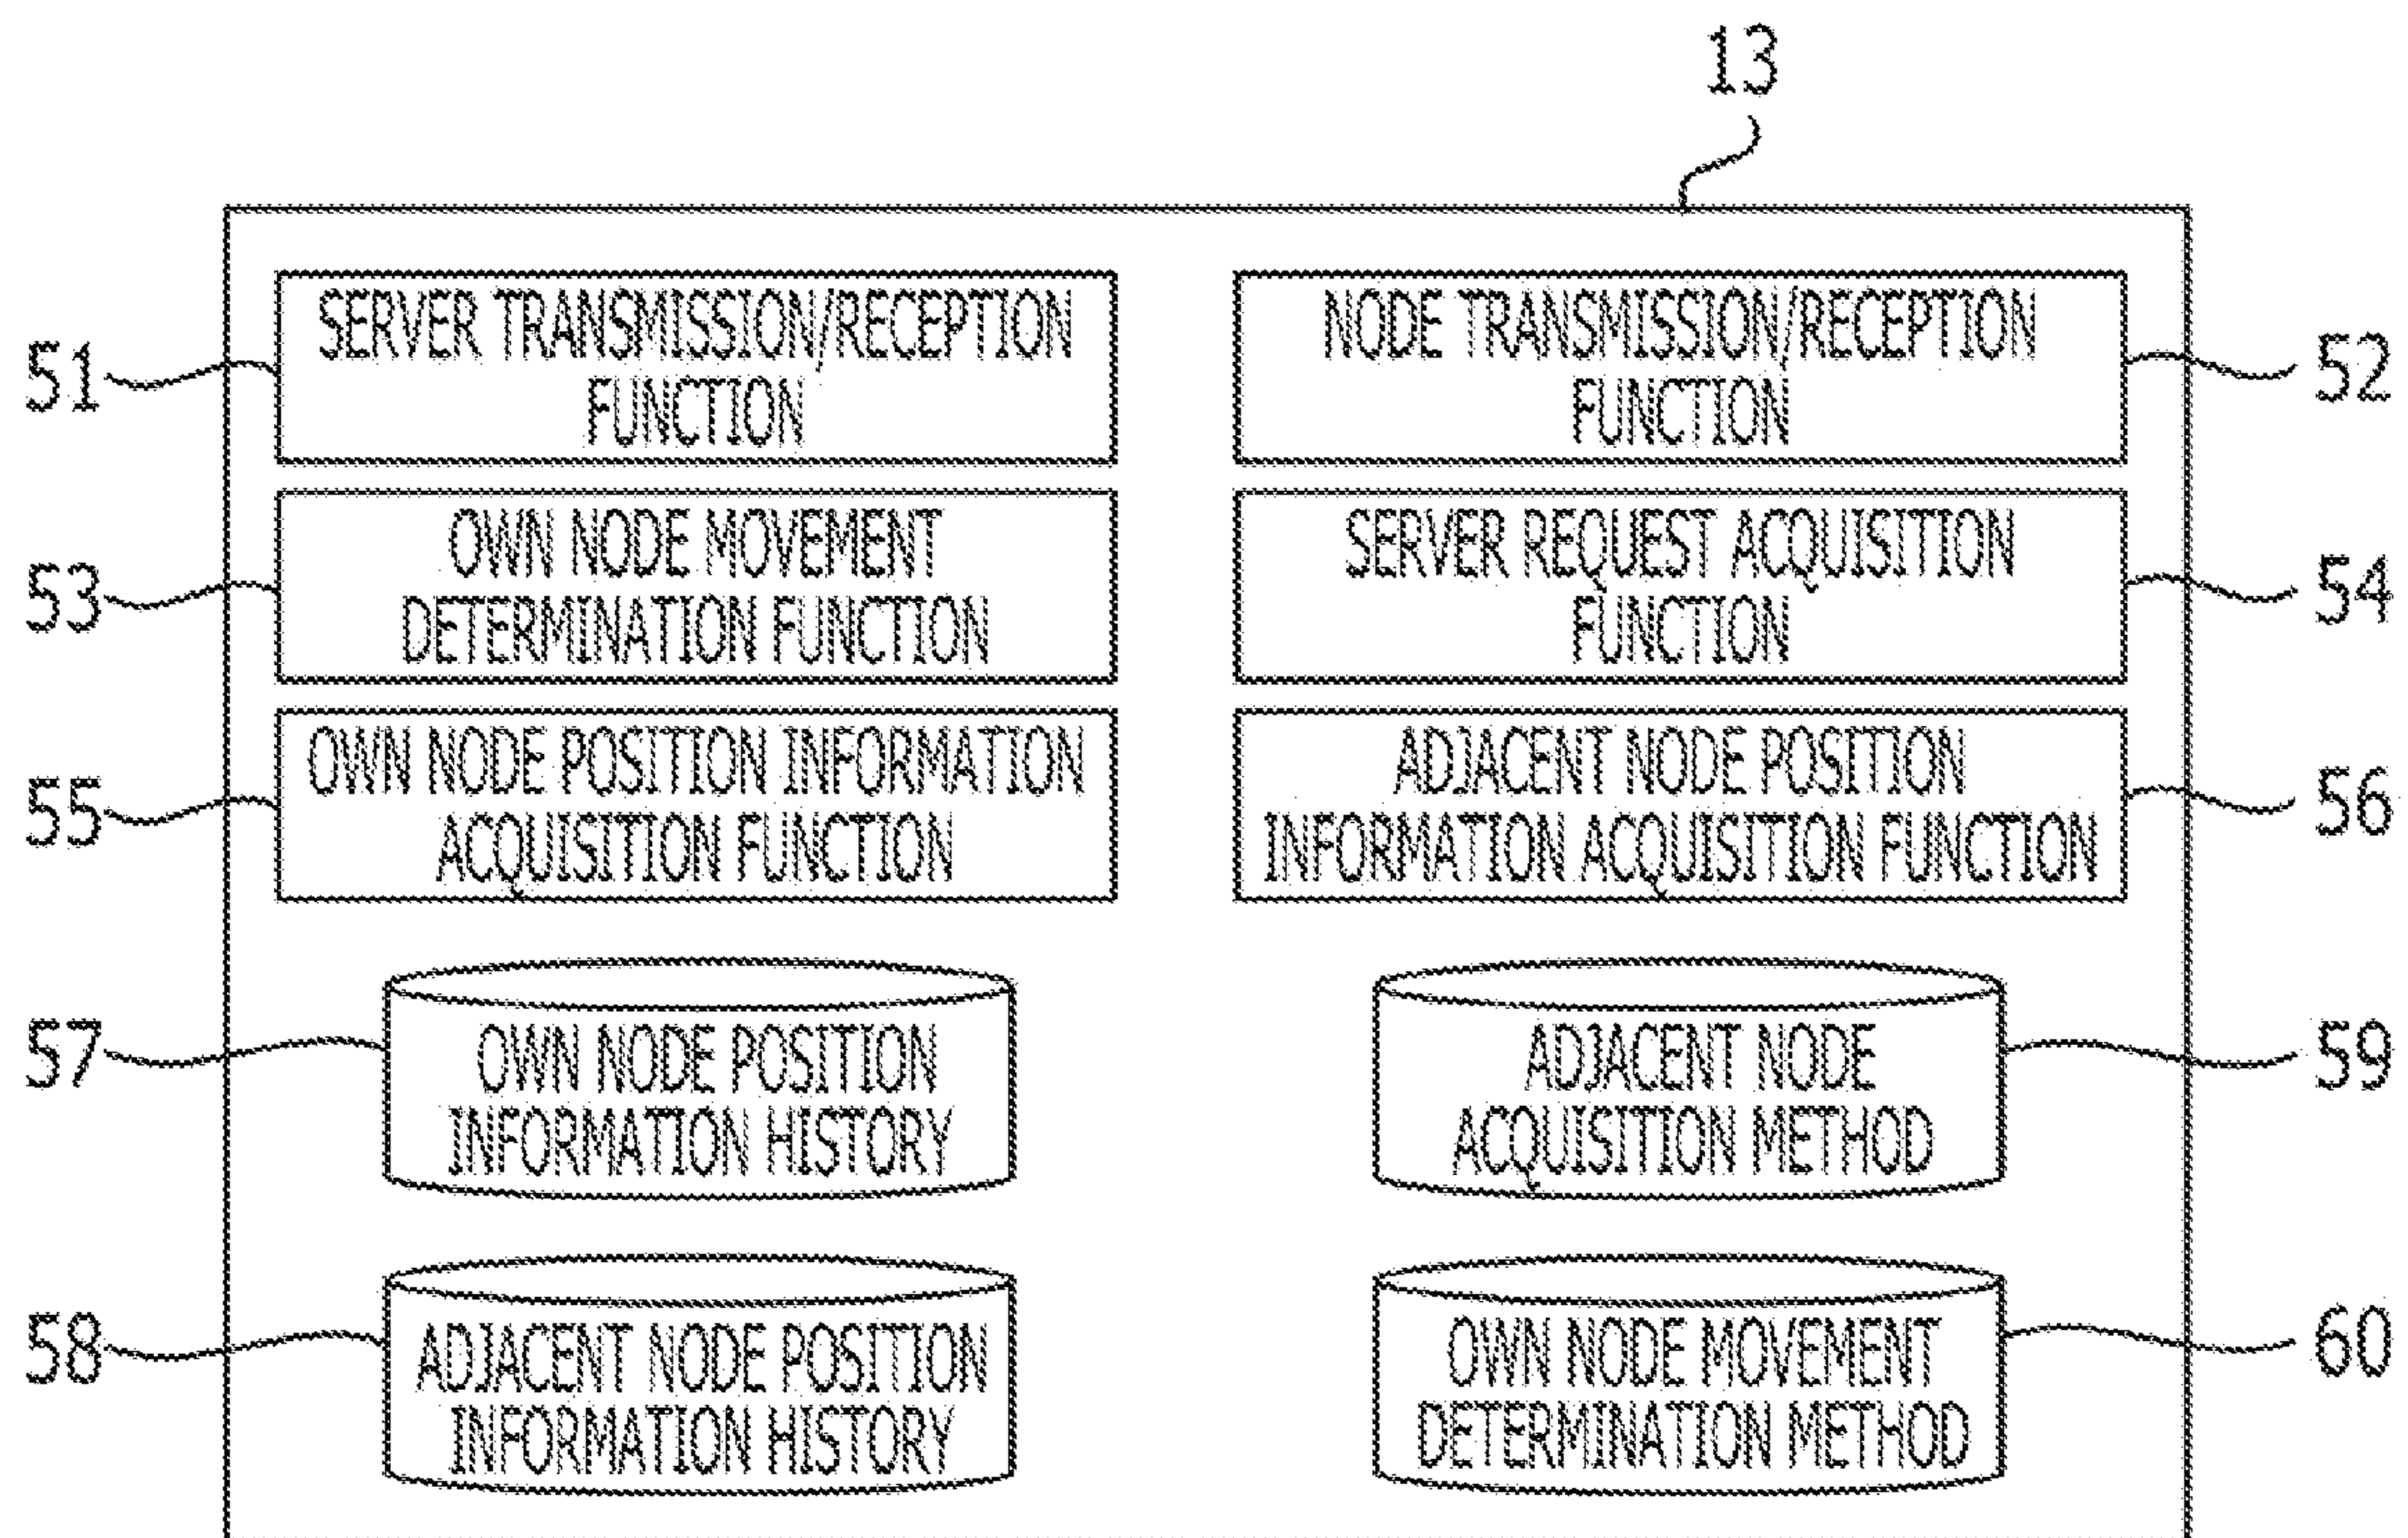 13
SERVER TRANSMISSION/RECEPTION
FUNCTION
51
NODE TRANSMISSION/RECEPTION
FUNCTION
52
OWN NODE MOVEMENT
DETERMINATION FUNCTION
53
SERVER REQUEST ACQUISITION
FUNCTION
54
OWN NODE POSITION INFORMATION
ACQUISITION FUNCTION
55
ADJACENT NODE POSITION
INFORMATION ACQUISITION FUNCTION
56
OWN NODE POSITION
INFORMATION HISTORY
57
ADJACENT NODE
ACQUISITION METHOD
59
ADJACENT NODE POSITION
INFORMATION HISTORY
58
OWN NODE MOVEMENT
DETERMINATION METHOD
60